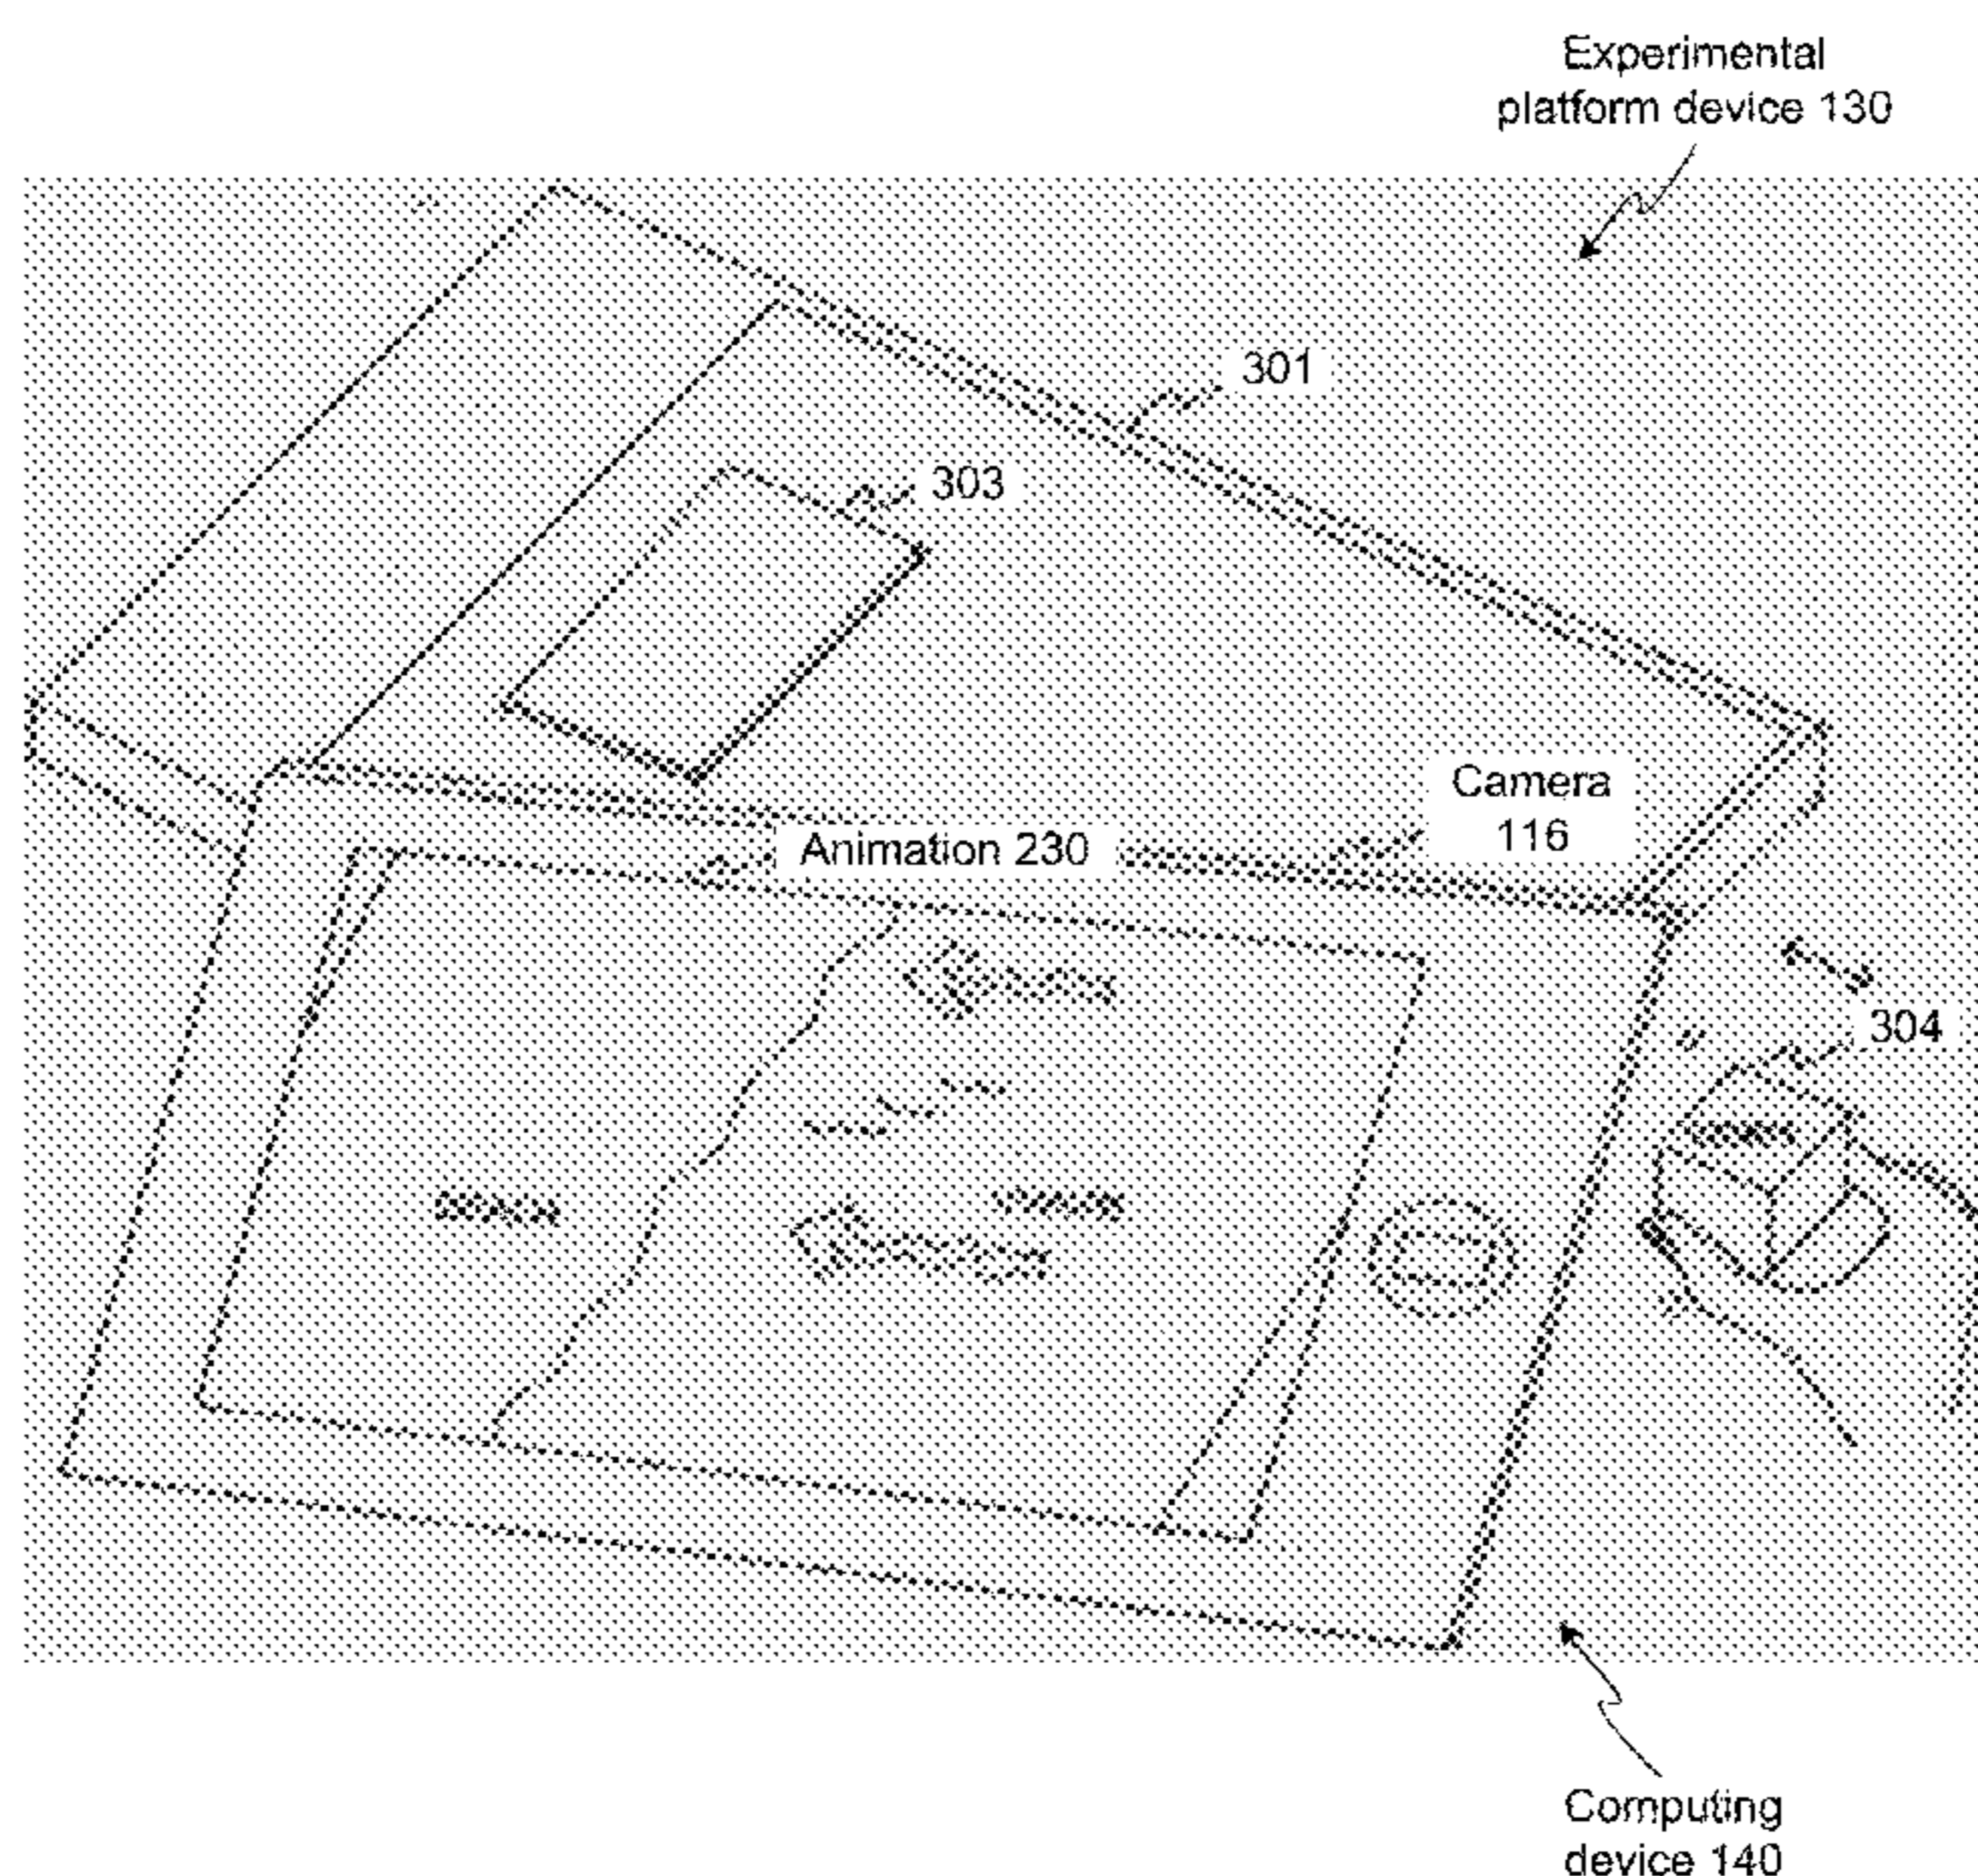 Experimental
platform device 130
301
303
Camera
116
Animation 230
304
Computing
device 140